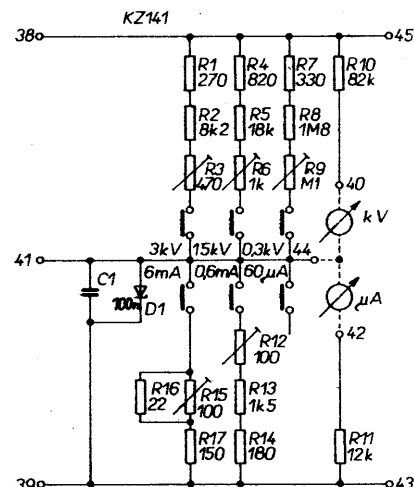 KZ141
38 45
R1 270 R4 820 R7 330 R10 82k
R2 8k2 R5 18k R8 1M8
R3 470 R6 1k R9 M1
40
kV
3kV 15kV 0,3kV 44
41
6mA 0,6mA 60µA
C1 100n D1
µA
42
R12 100
R16 22 R15 100 R13 1k5
R17 150 R14 180 R11 12k
39 43